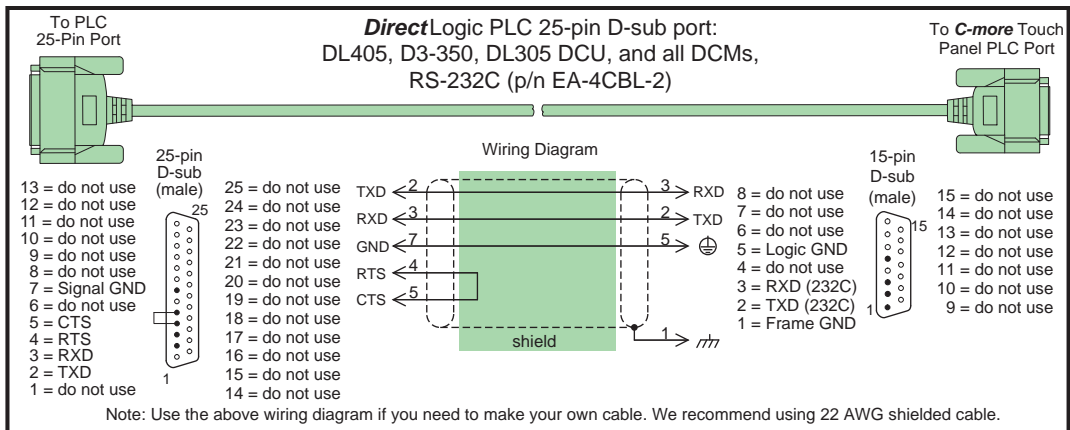 To PLC
25-Pin Port
DirectLogic PLC 25-pin D-sub port:
DL405, D3-350, DL305 DCU, and all DCMs,
RS-232C (p/n EA-4CBL-2)
To C-more Touch
Panel PLC Port
25-pin
D-sub
(male)
13 = do not use
12 = do not use
11 = do not use
10 = do not use
9 = do not use
8 = do not use
7 = Signal GND
6 = do not use
5 = CTS
4 = RTS
3 = RXD
2 = TXD
1 = do not use
25
1
25 = do not use
24 = do not use
23 = do not use
22 = do not use
21 = do not use
20 = do not use
19 = do not use
18 = do not use
17 = do not use
16 = do not use
15 = do not use
14 = do not use
Wiring Diagram
TXD 2 3 RXD
RXD 3 2 TXD
GND 7 5
RTS 4
CTS 5
shield
1
8 = do not use
7 = do not use
6 = do not use
5 = Logic GND
4 = do not use
3 = RXD (232C)
2 = TXD (232C)
1 = Frame GND
15-pin
D-sub
(male)
15
1
15 = do not use
14 = do not use
13 = do not use
12 = do not use
11 = do not use
10 = do not use
9 = do not use
Note: Use the above wiring diagram if you need to make your own cable. We recommend using 22 AWG shielded cable.